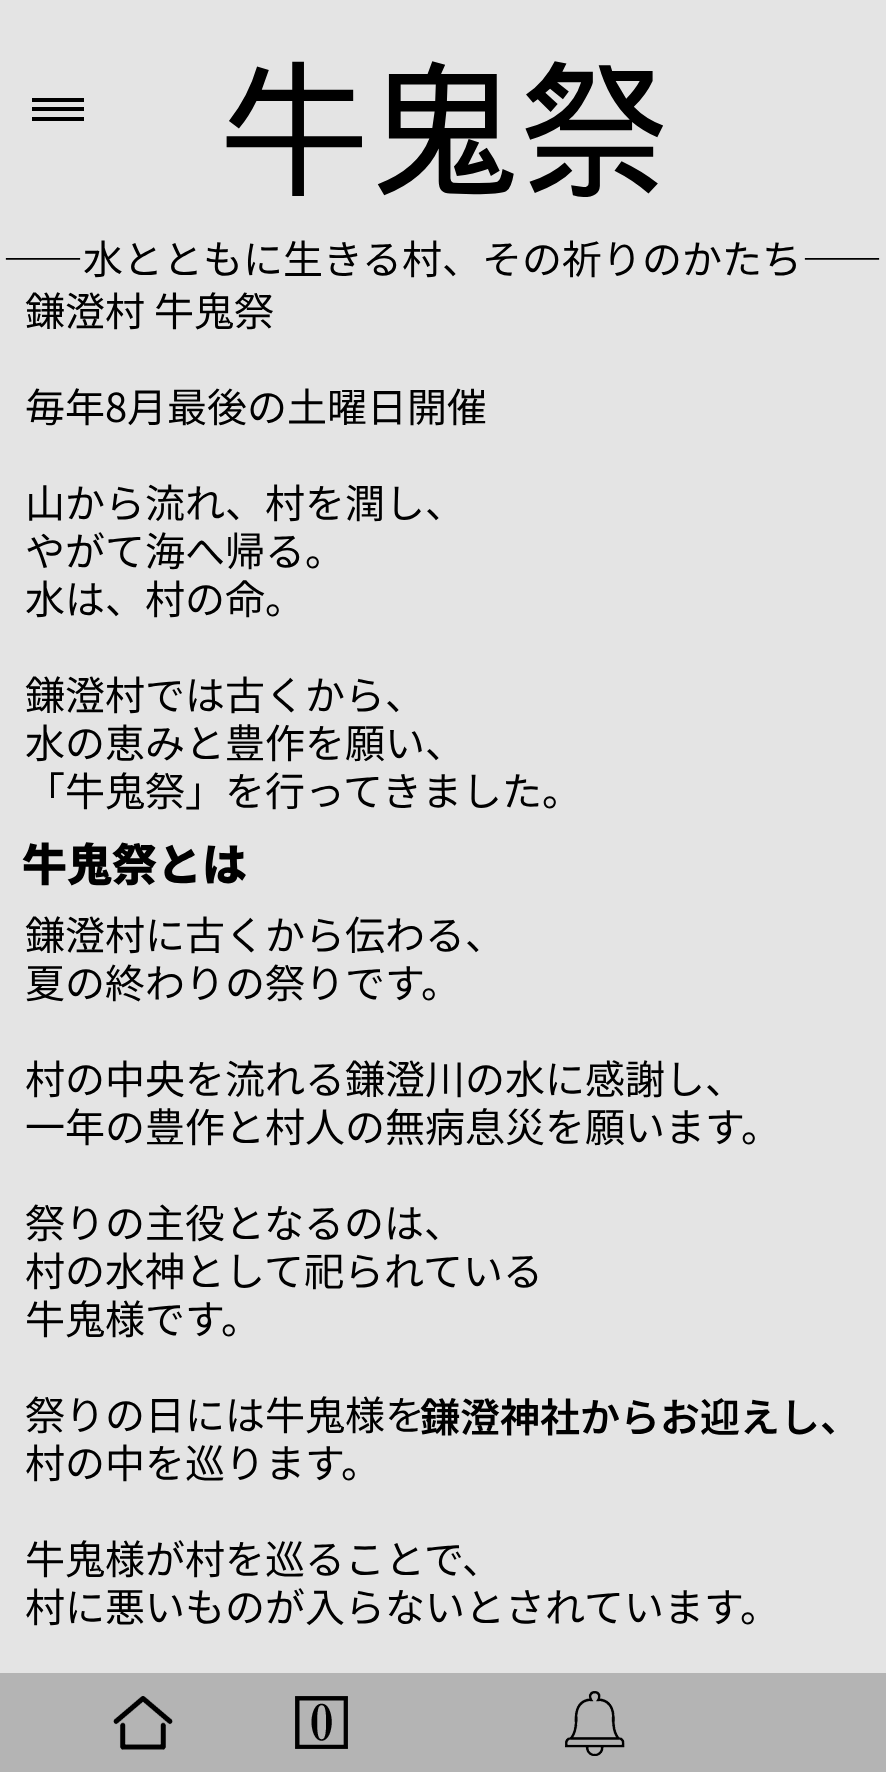 牛鬼祭
水とともに生きる村、その祈りのかたち
鎌澄村 牛鬼祭
毎年8月最後の土曜日開催
山から流れ、村を潤し、
やがて海へ帰る。
水は、村の命。
鎌澄村では古くから、
水の恵みと豊作を願い、
「牛鬼祭」を行ってきました。
牛鬼祭とは
鎌澄村に古くから伝わる、
夏の終わりの祭りです。
村の中央を流れる鎌澄川の水に感謝し、
一年の豊作と村人の無病息災を願います。
祭りの主役となるのは、
村の水神として祀られている
牛鬼様です。
祭りの日には牛鬼様を鎌澄神社からお迎えし、
村の中を巡ります。
牛鬼様が村を巡ることで、
村に悪いものが入らないとされています。
0